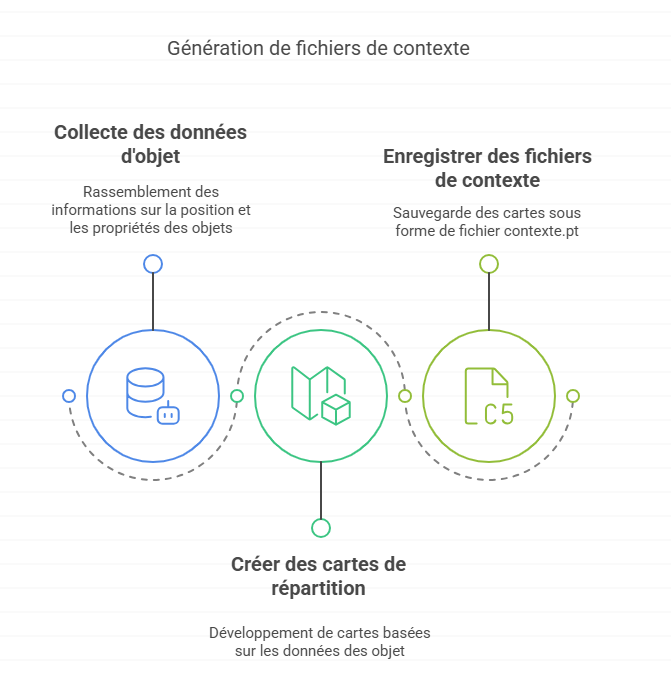 Génération de fichiers de contexte
Collecte des données
d'objet
Rassemblement des
informations sur la position et
les propriétés des objets
Enregistrer des fichiers
de contexte
Sauvegarde des cartes sous
forme de fichier contexte.pt
C5
Créer des cartes de
répartition
Développement de cartes basées
sur les données des objet